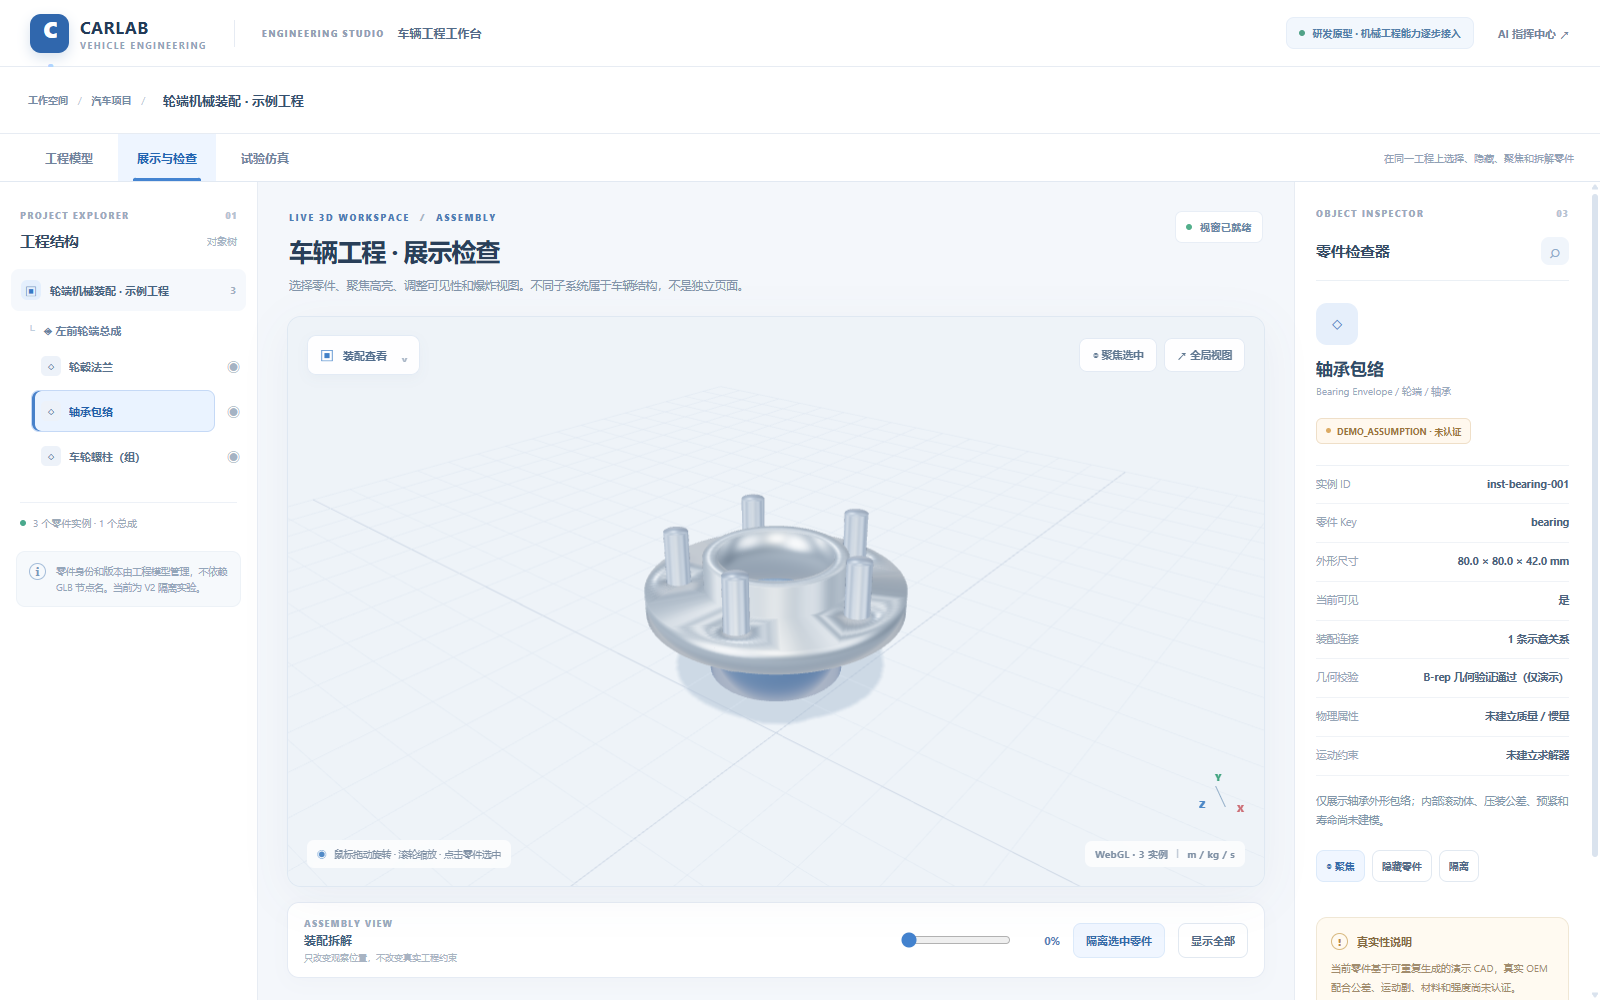 C
CARLAB
VEHICLE ENGINEERING
ENGINEERING STUDIO 车辆工程工作台
研发原型 · 机械工程能力逐步接入
AI 指挥中心 ↗
工作空间 / 汽车项目 / 轮端机械装配 · 示例工程
工程模型
展示与检查
试验仿真
在同一工程上选择、隐藏、聚焦和拆解零件
PROJECT EXPLORER 01
工程结构 对象树
轮端机械装配 · 示例工程 3
左前轮端总成
轮毂法兰
轴承包络
车轮螺柱（组）
3 个零件实例 · 1 个总成
零件身份和版本由工程模型管理，不依赖
GLB 节点名。当前为 V2 隔离实验。
LIVE 3D WORKSPACE / ASSEMBLY
车辆工程 · 展示检查
选择零件、聚焦高亮、调整可见性和爆炸视图。不同子系统属于车辆结构，不是独立页面。
视窗已就绪
装配查看
聚焦选中
↗ 全局视图
Y
Z
X
鼠标拖动旋转 · 滚轮缩放 · 点击零件选中
WebGL · 3 实例 | m / kg / s
ASSEMBLY VIEW
装配拆解
只改变观察位置，不改变真实工程约束
0%
隔离选中零件
显示全部
OBJECT INSPECTOR 03
零件检查器
轴承包络
Bearing Envelope / 轮端 / 轴承
DEMO_ASSUMPTION · 未认证
实例 ID inst-bearing-001
零件 Key bearing
外形尺寸 80.0 × 80.0 × 42.0 mm
当前可见 是
装配连接 1 条示意关系
几何校验 B-rep 几何验证通过（仅演示）
物理属性 未建立质量 / 惯量
运动约束 未建立求解器
仅展示轴承外形包络；内部滚动体、压装公差、预紧和
寿命尚未建模。
聚焦
隐藏零件
隔离
真实性说明
当前零件基于可重复生成的演示 CAD，真实 OEM
配合公差、运动副、材料和强度尚未认证。